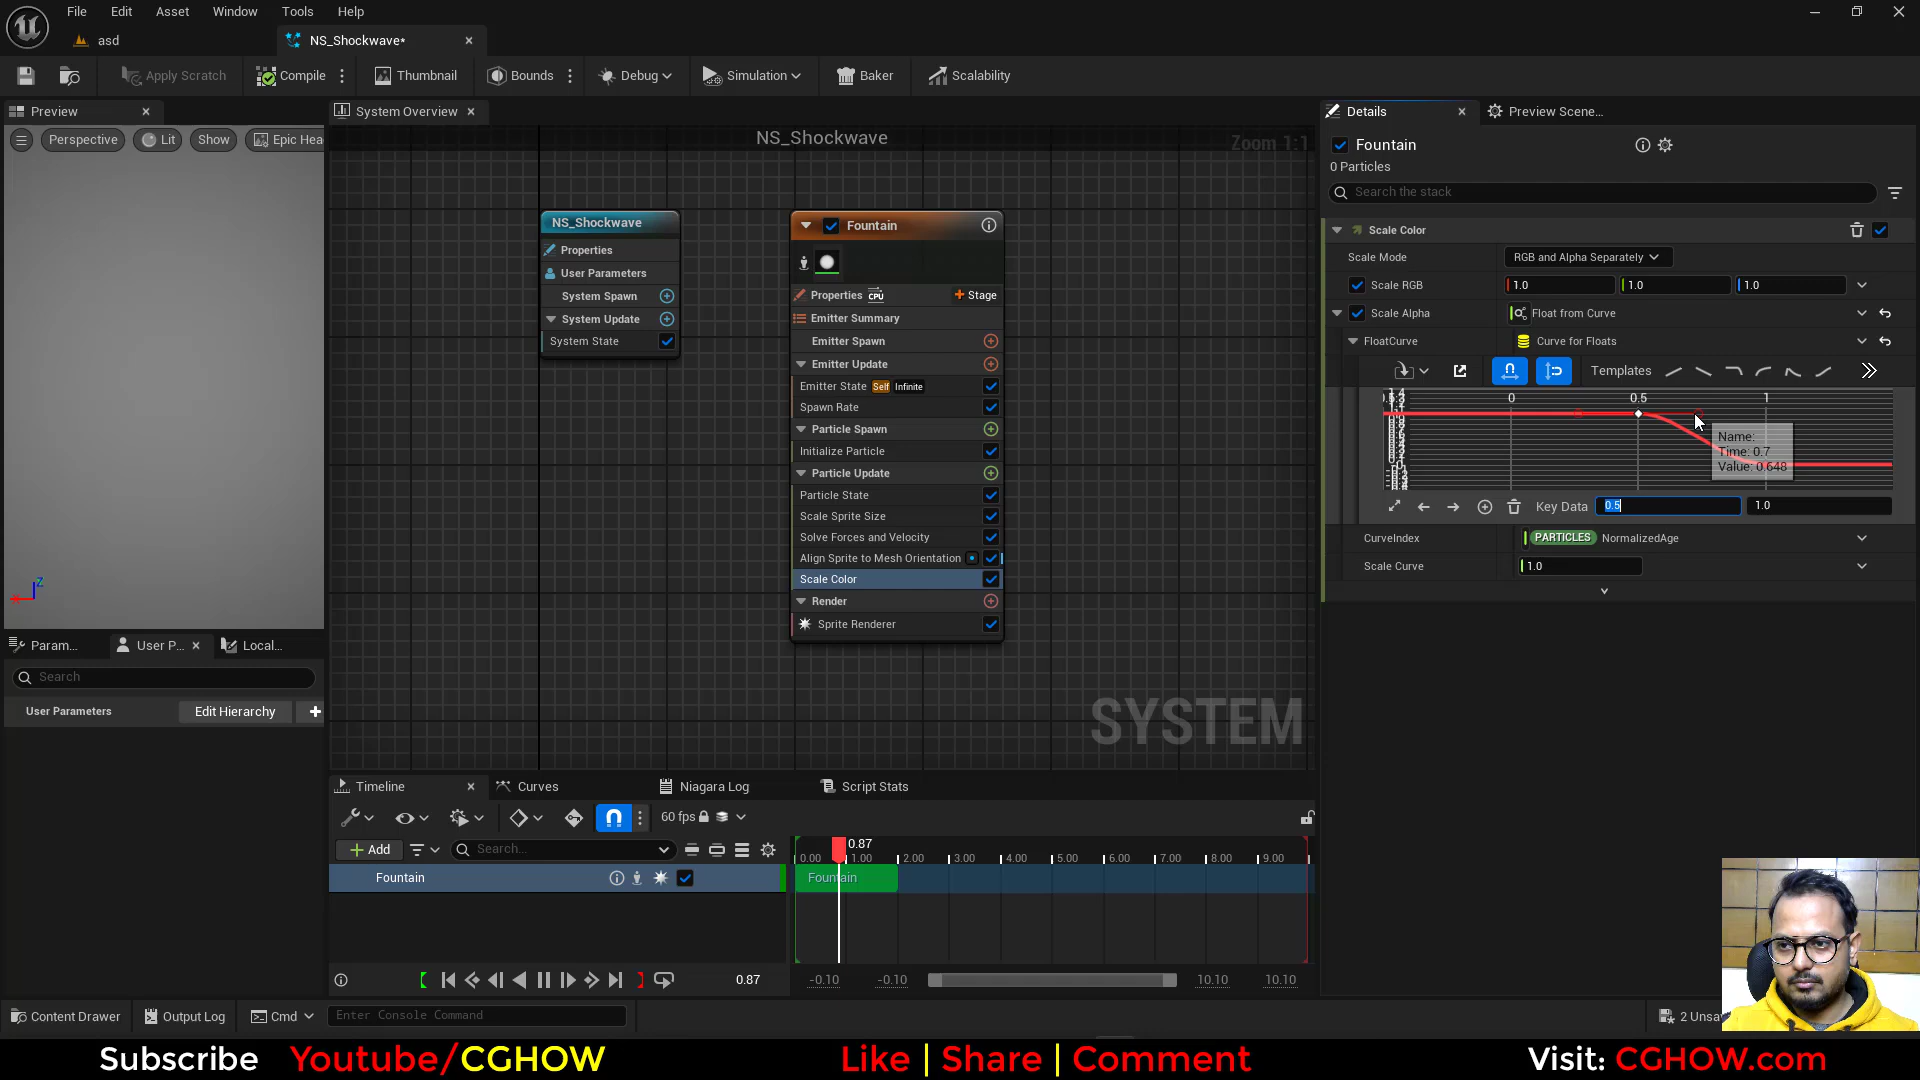 File Edit Asset Window Tools Help
asd
NS_Shockwave*
Apply Scratch Compile Thumbnail Bounds Debug Simulation Baker Scalability
Preview
System Overview
Details
Preview Scene...
Perspective Lit Show Epic Hea
NS_Shockwave
Zoom 1:1
Fountain
0 Particles
Search the stack
NS_Shockwave
Properties
User Parameters
System Spawn
System Update
System State
Fountain
Properties CPU Stage
Emitter Summary
Emitter Spawn
Emitter Update
Emitter State Self Infinite
Spawn Rate
Particle Spawn
Initialize Particle
Particle Update
Particle State
Scale Sprite Size
Solve Forces and Velocity
Align Sprite to Mesh Orientation
Scale Color
Render
Sprite Renderer
SYSTEM
Scale Color
Scale Mode RGB and Alpha Separately
Scale RGB 1.0 1.0 1.0
Scale Alpha Float from Curve
FloatCurve Curve for Floats
Templates
0 0.5 1
Name:
Time: 0.7
Value: 0.648
Key Data 0.5 1.0
CurveIndex PARTICLES NormalizedAge
Scale Curve 1.0
Param... User P... Local...
Search
User Parameters Edit Hierarchy
Timeline Curves Niagara Log Script Stats
60 fps
Add Search...
0.87
0.00 1.00 2.00 3.00 4.00 5.00 6.00 7.00 8.00 9.00
Fountain
Fountain
0.87 -0.10 -0.10 10.10 10.10
Content Drawer Output Log Cmd Enter Console Command
2 Unsa
Subscribe Youtube/CGHOW Like | Share | Comment Visit: CGHOW.com